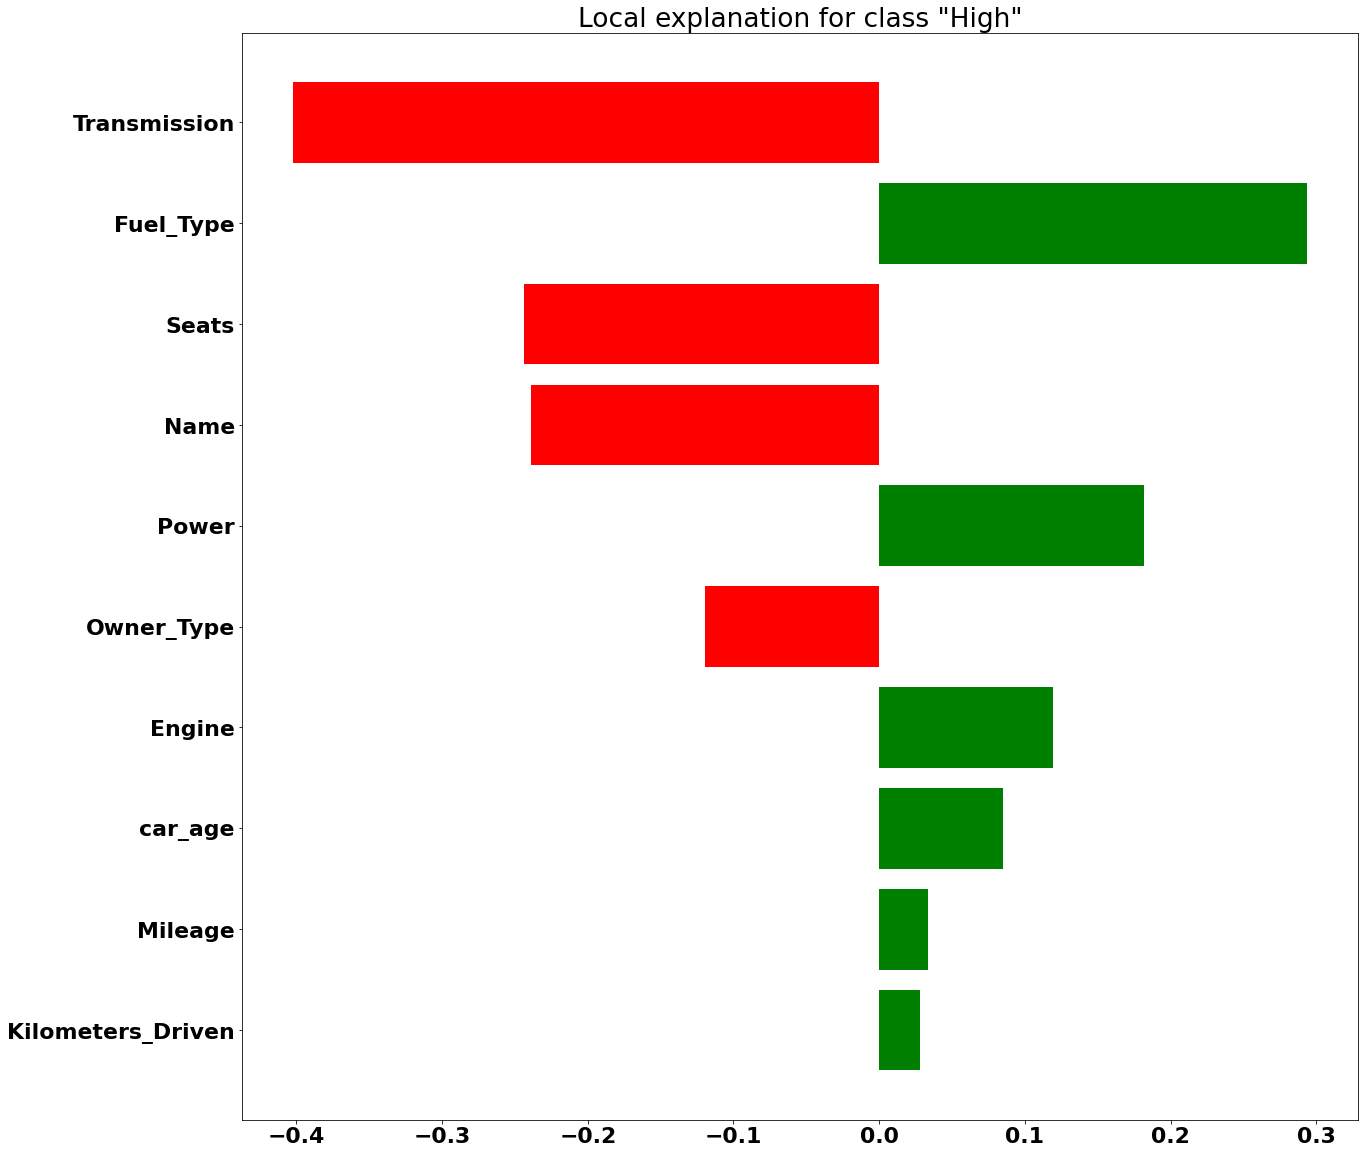 Local explanation for class "High"
Transmission
Fuel_Type
Seats
Name
Power
Owner_Type
Engine
car_age
Mileage
Kilometers_Driven
−0.4 −0.3 −0.2 −0.1 0.0 0.1 0.2 0.3